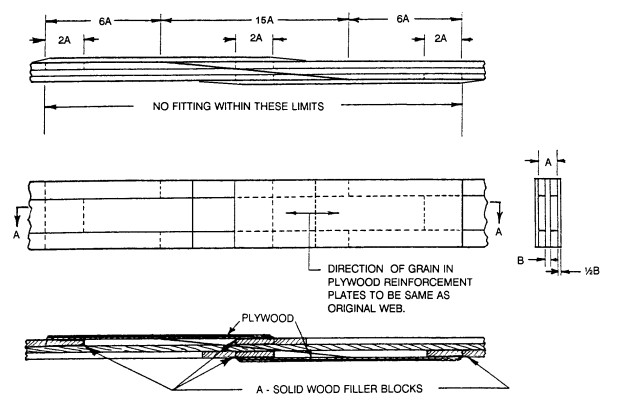 6A 15A 6A
2A 2A 2A
NO FITTING WITHIN THESE LIMITS
A
A A
B ½B
DIRECTION OF GRAIN IN
PLYWOOD REINFORCEMENT
PLATES TO BE SAME AS
ORIGINAL WEB.
PLYWOOD
A - SOLID WOOD FILLER BLOCKS